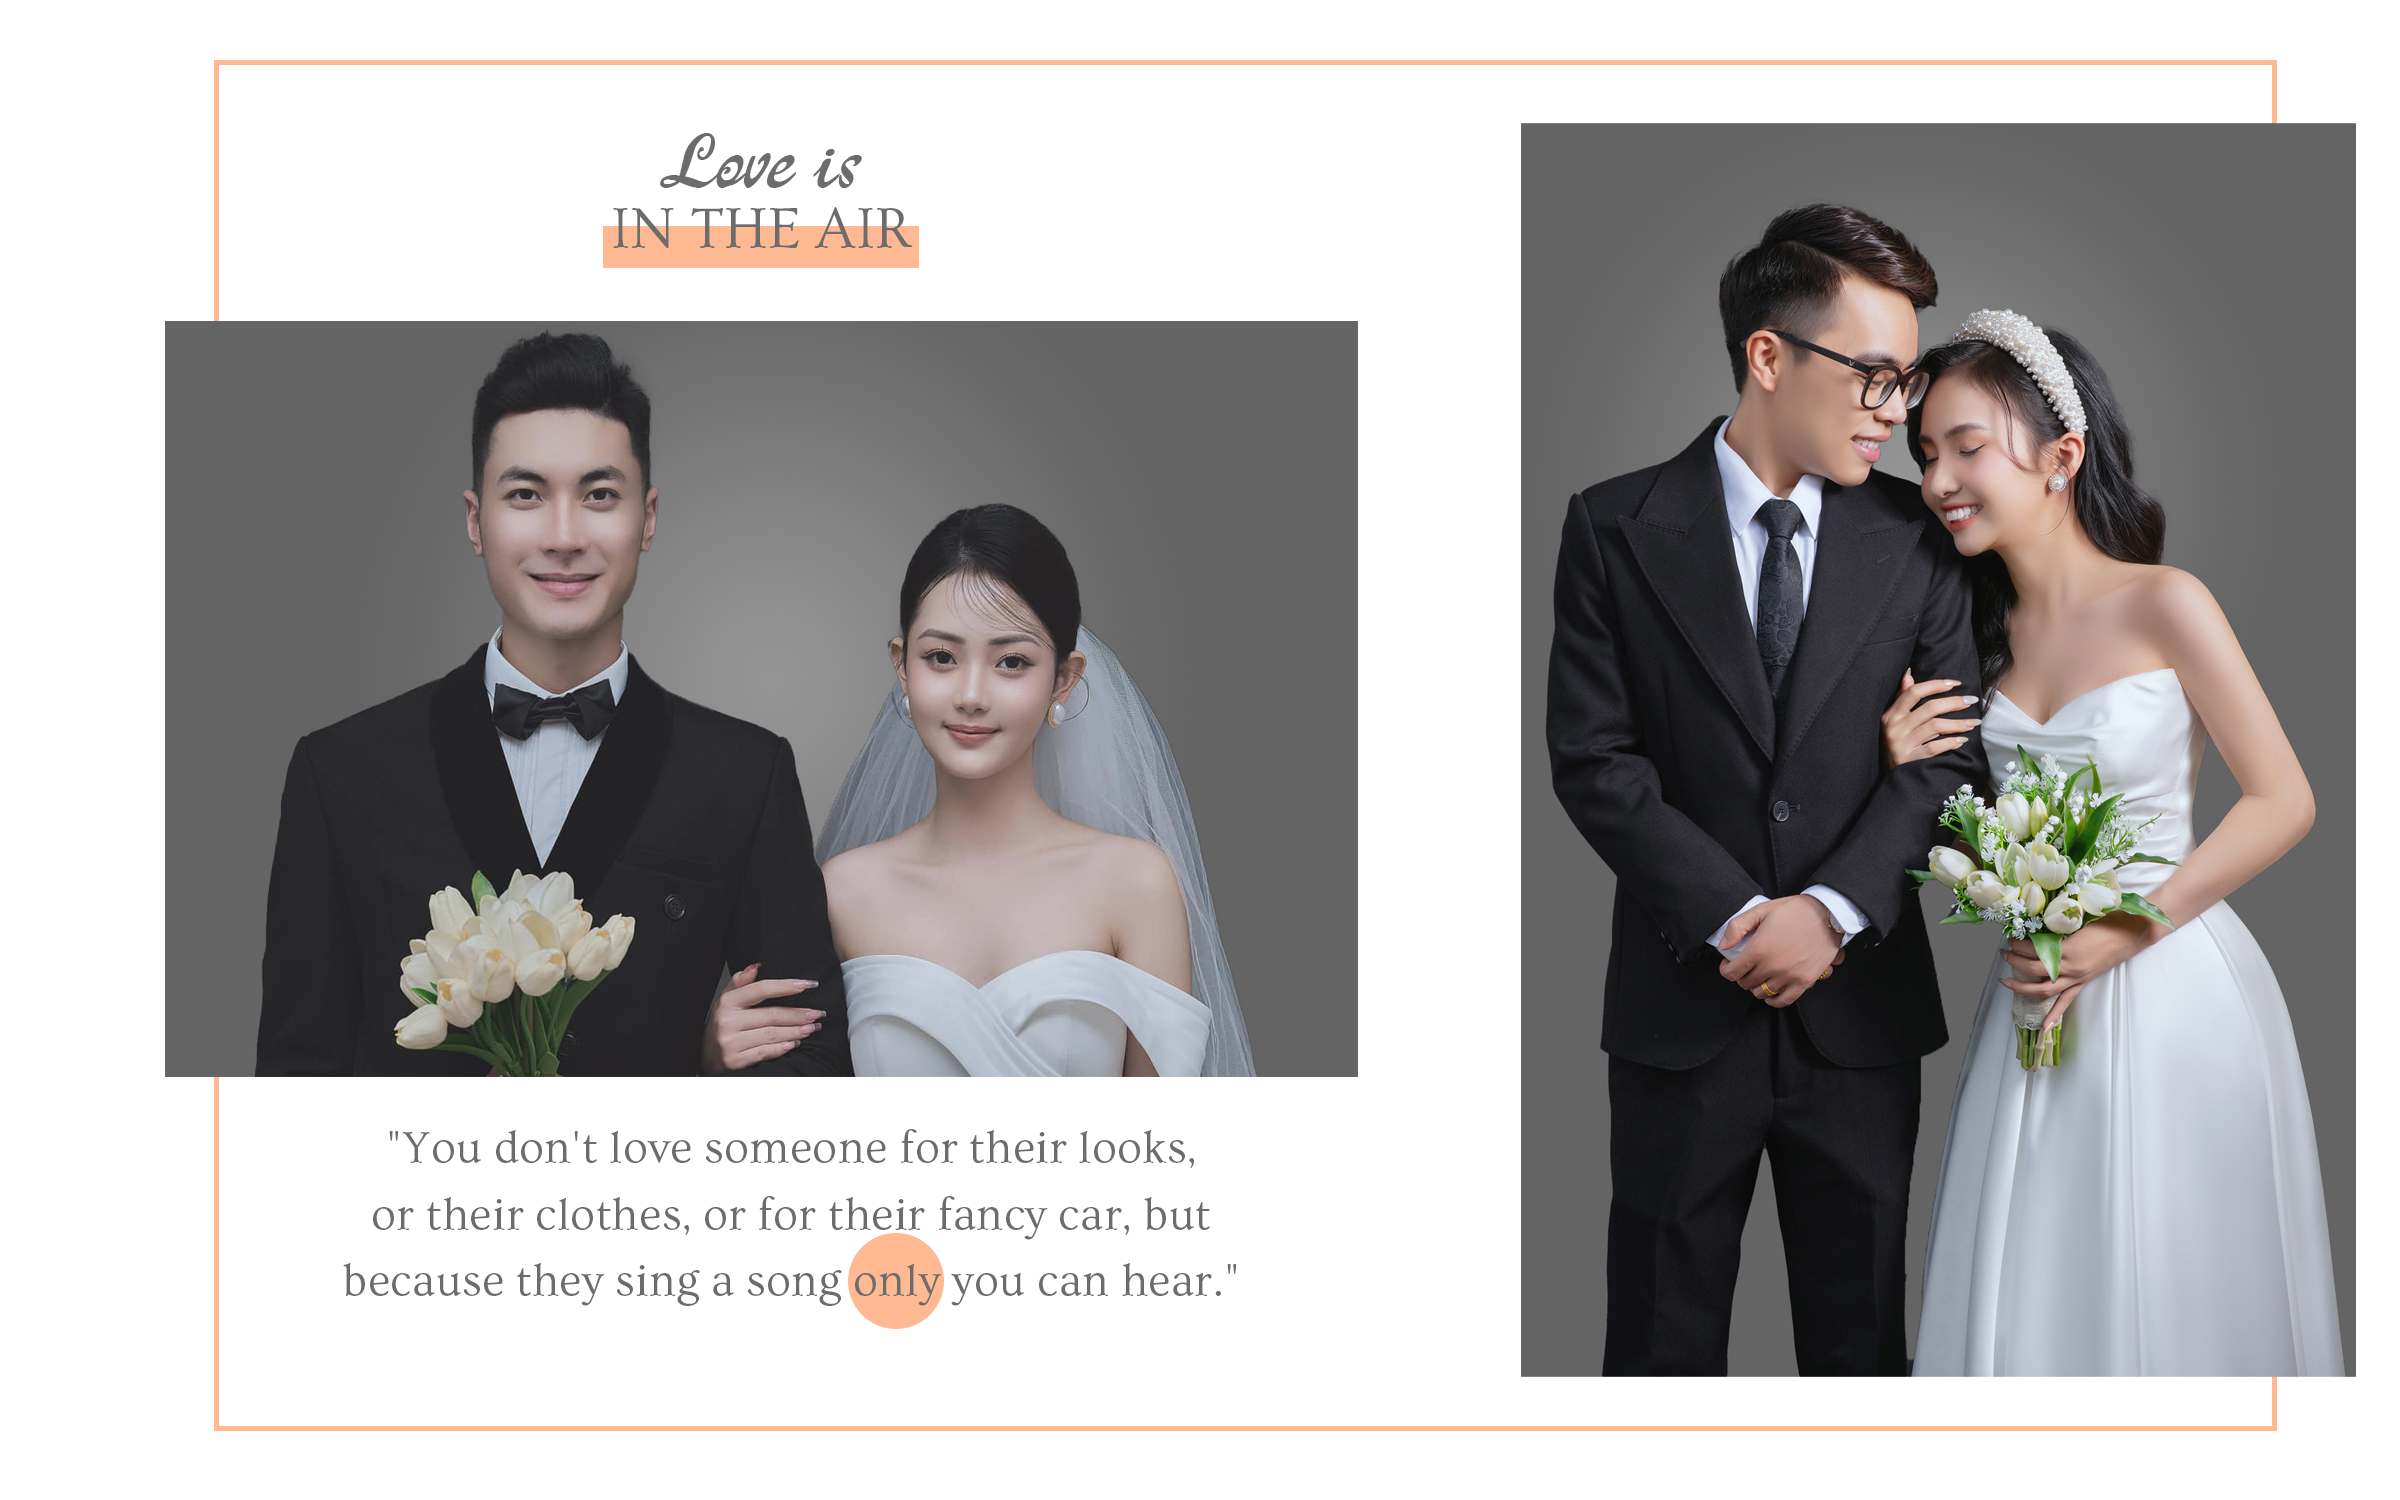 Love is
IN THE AIR
"You don't love someone for their looks,
or their clothes, or for their fancy car, but
because they sing a song only you can hear."